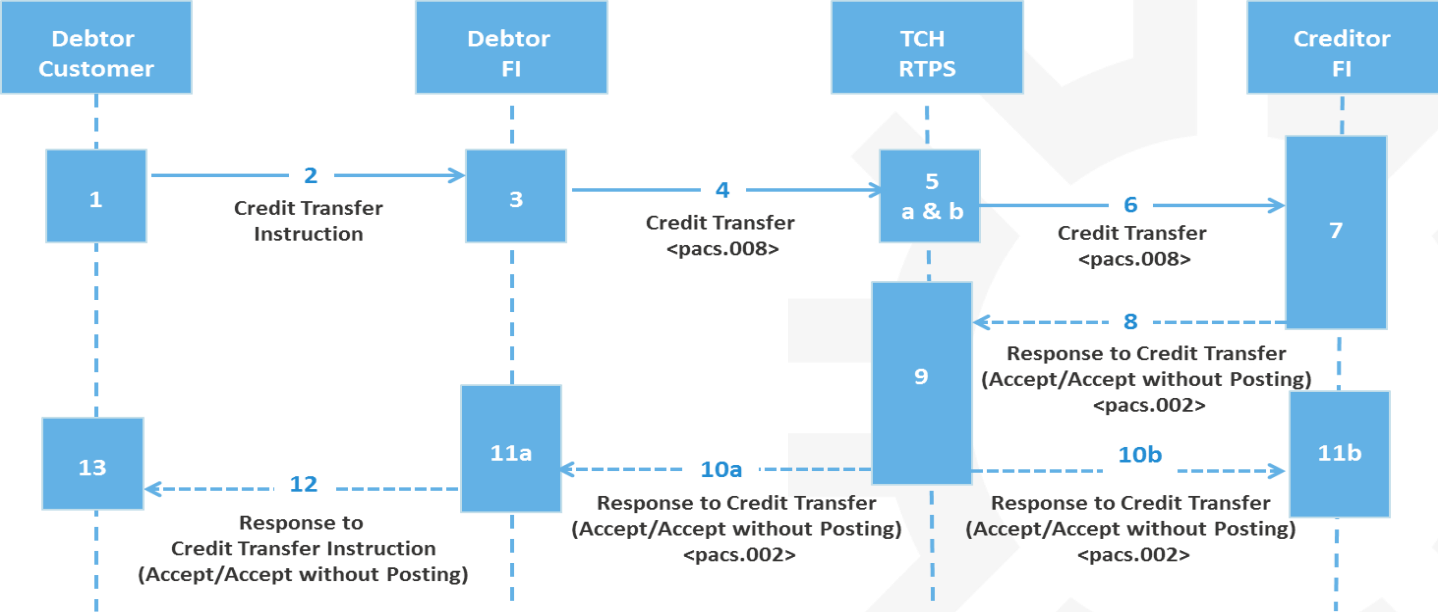 Debtor
Customer
Debtor
FI
TCH
RTPS
Creditor
FI
1
2
Credit Transfer
Instruction
3
4
Credit Transfer
<pacs.008>
5
a & b
6
Credit Transfer
<pacs.008>
7
8
Response to Credit Transfer
(Accept/Accept without Posting)
<pacs.002>
9
10a
Response to Credit Transfer
(Accept/Accept without Posting)
<pacs.002>
10b
Response to Credit Transfer
(Accept/Accept without Posting)
<pacs.002>
11a
11b
12
Response to
Credit Transfer Instruction
(Accept/Accept without Posting)
13